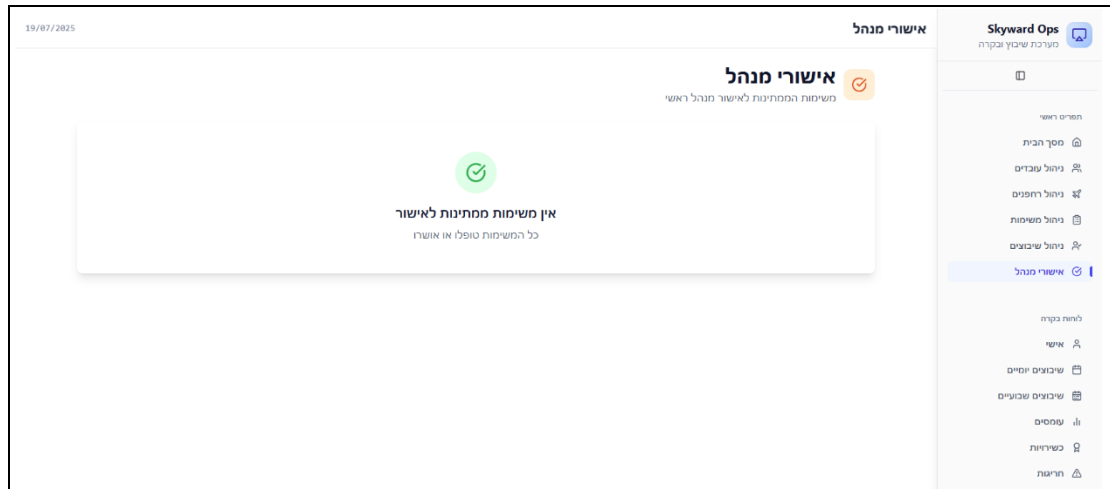 Skyward Ops
מערכת שיבוץ ובקרה
תפריט ראשי
מסך הבית
ניהול עובדים
ניהול רחפנים
ניהול משימות
ניהול שיבוצים
אישורי מנהל
לוחות בקרה
אישי
שיבוצים יומיים
שיבוצים שבועיים
עומסים
כשירויות
חריגות
אישורי מנהל
19/07/2025
אישורי מנהל
משימות הממתינות לאישור מנהל ראשי
אין משימות ממתינות לאישור
כל המשימות טופלו או אושרו